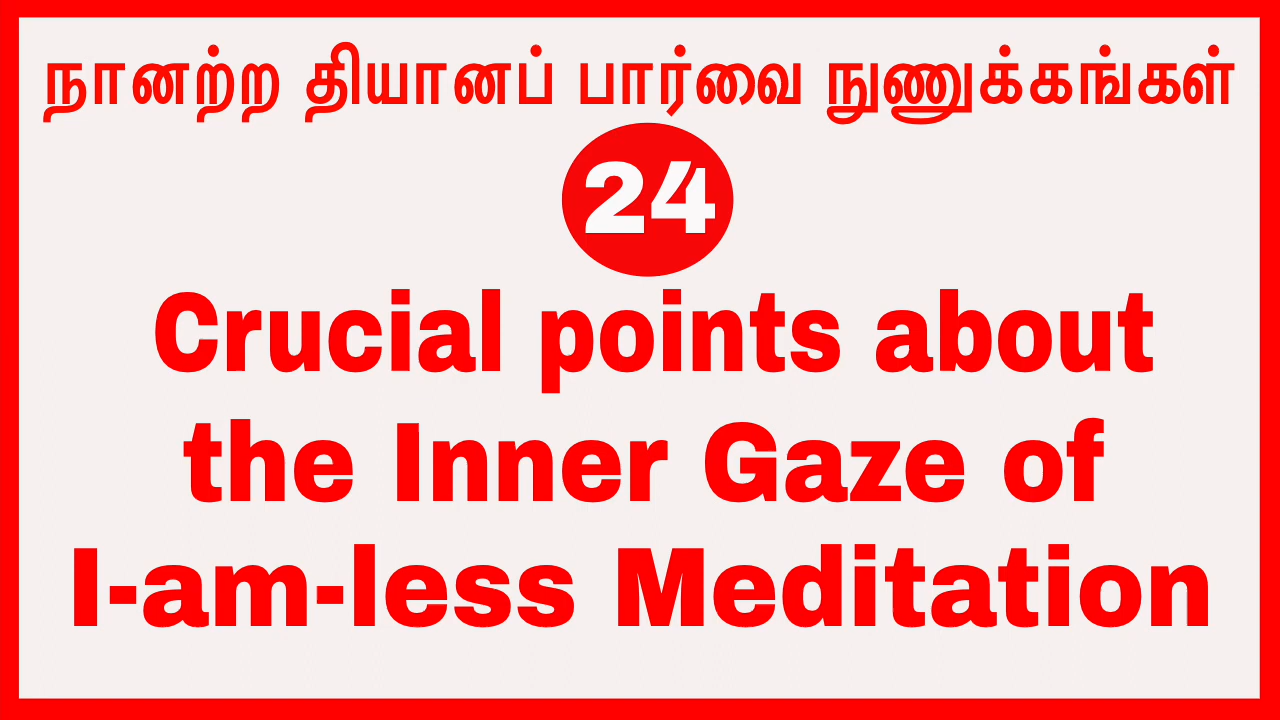 நானற்ற தியானப் பார்வை நுணுக்கங்கள்
24
Crucial points about
the Inner Gaze of
I-am-less Meditation